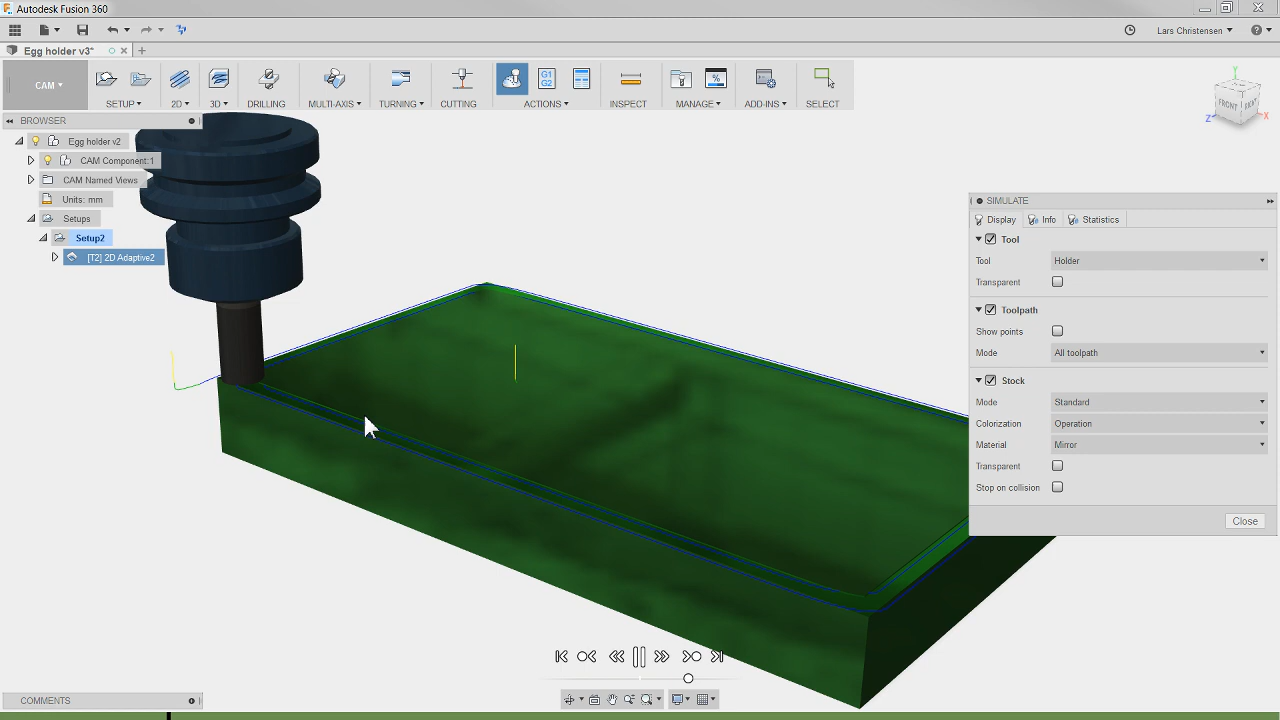 Autodesk Fusion 360
Lars Christensen
Egg holder v3*
CAM
SETUP
2D
3D
DRILLING
MULTI-AXIS
TURNING
CUTTING
G1
G2
ACTIONS
INSPECT
MANAGE
ADD-INS
SELECT
BROWSER
Egg holder v2
CAM Component:1
CAM Named Views
Units: mm
Setups
Setup2
[T2] 2D Adaptive2
Y
Z
X
FRONT
SIMULATE
Display
Info
Statistics
Tool
Tool
Holder
Transparent
Toolpath
Show points
Mode
All toolpath
Stock
Mode
Standard
Colorization
Operation
Material
Mirror
Transparent
Stop on collision
Close
COMMENTS